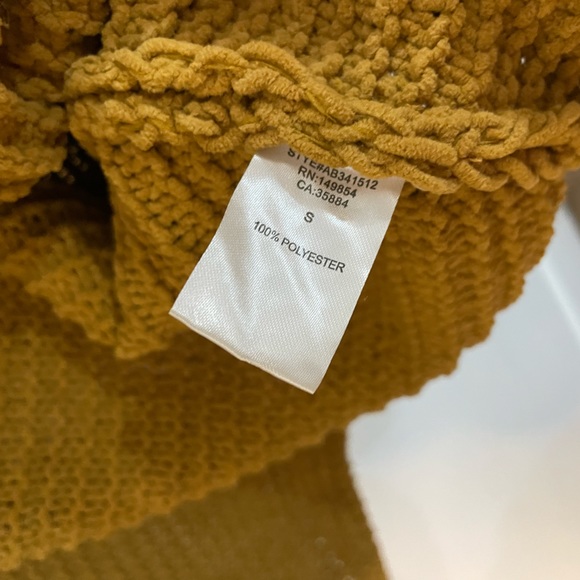 STYE#AB341512
RN:149854
CA:35884
S
100% POLYESTER